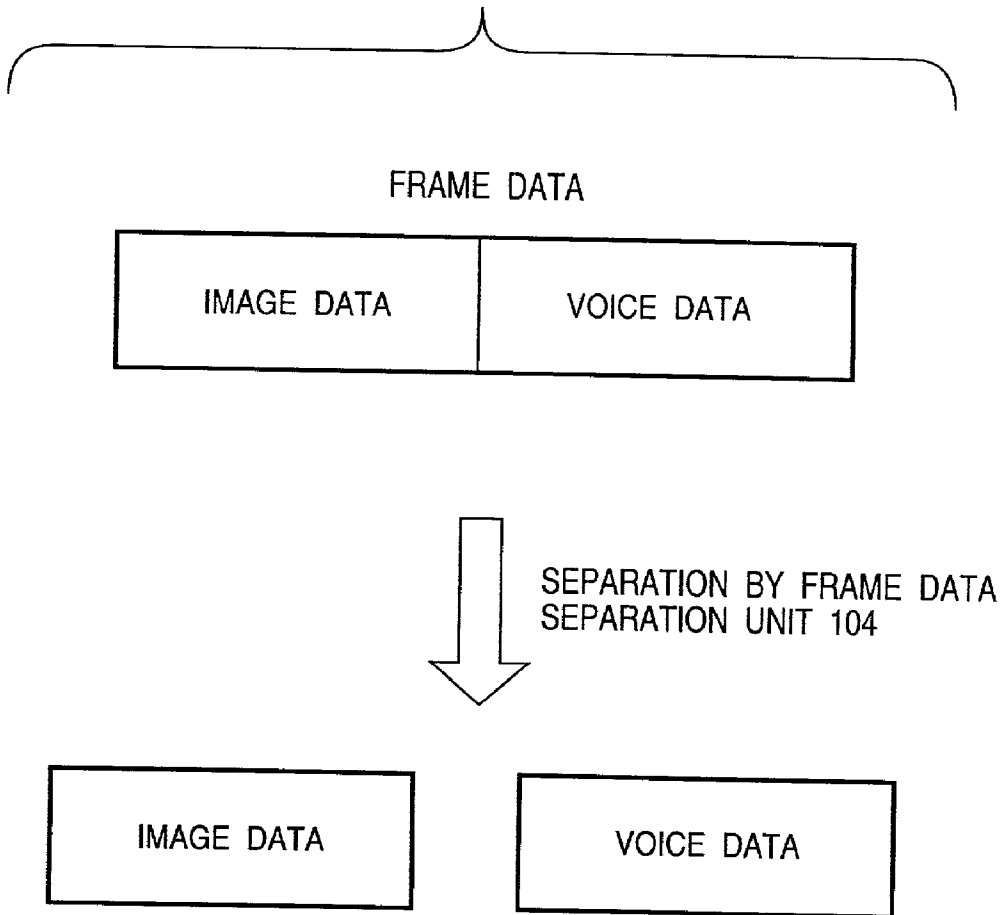 FRAME DATA
IMAGE DATA
VOICE DATA
SEPARATION BY FRAME DATA
SEPARATION UNIT 104
IMAGE DATA
VOICE DATA